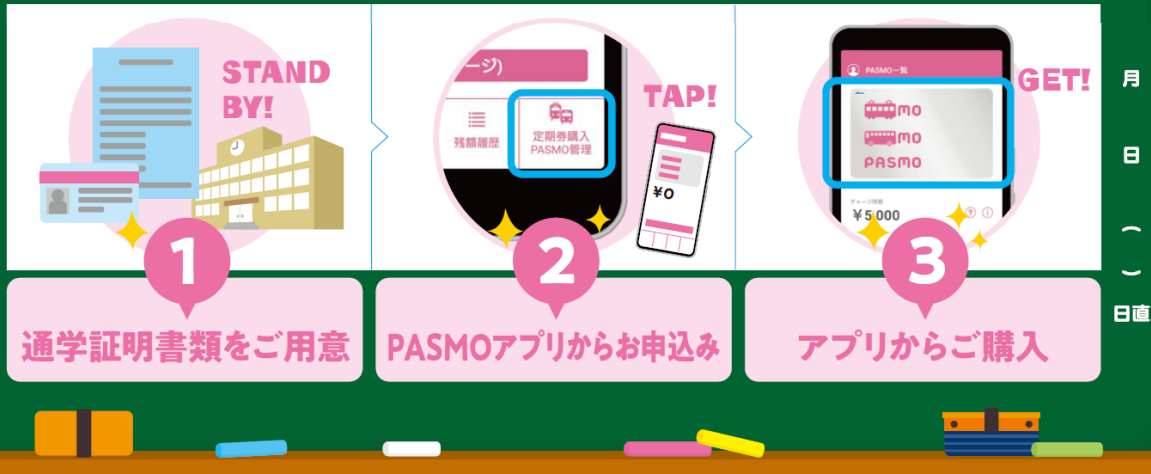 STAND
BY!
1
通学証明書類をご用意
ージ)
残額履歴
定期券購入
PASMO管理
TAP!
¥0
2
PASMOアプリからお申込み
PASMO一覧
MO
MO
PASMO
チャージ残額
¥5,000
GET!
3
アプリからご購入
月
日
(
)
日直